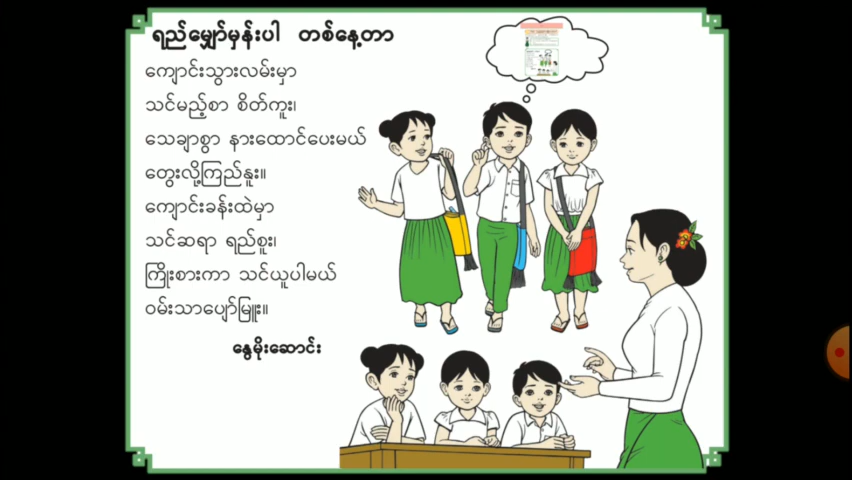 ရည်မျှော်မှန်းပါ တစ်နေ့တာ
ကျောင်းသွားလမ်းမှာ
သင်မည့်စာ စိတ်ကူး၊
သေချာစွာ နားထောင်ပေးမယ်
တွေးလို့ကြည်နူး။
ကျောင်းခန်းထဲမှာ
သင်ဆရာ ရည်စူး၊
ကြိုးစားကာ သင်ယူပါမယ်
ဝမ်းသာပျော်မြူး။
နွေမိုးဆောင်း